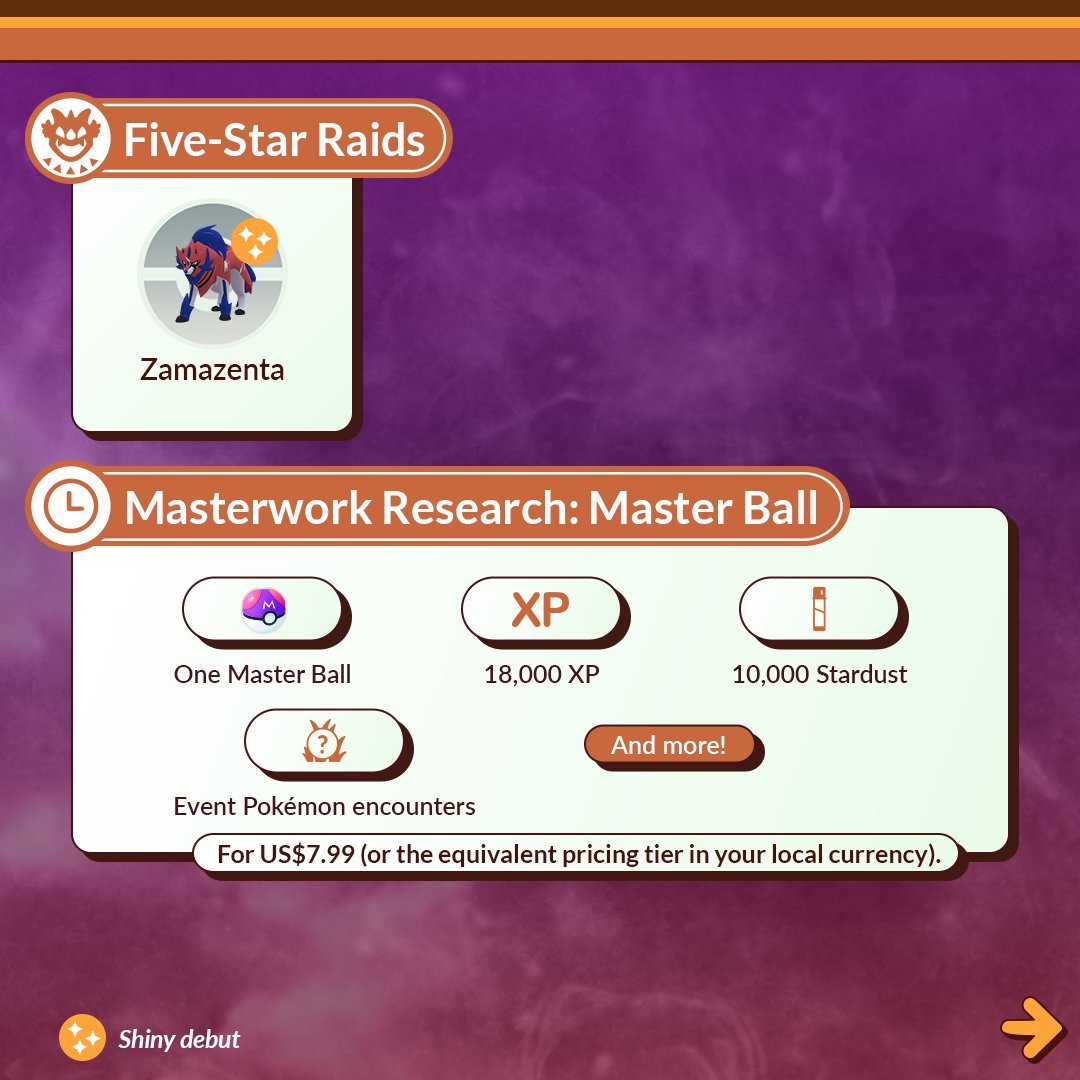 Five-Star Raids
Zamazenta
Masterwork Research: Master Ball
M
XP
One Master Ball
18,000 XP
10,000 Stardust
?
And more!
Event Pokémon encounters
For US$7.99 (or the equivalent pricing tier in your local currency).
Shiny debut